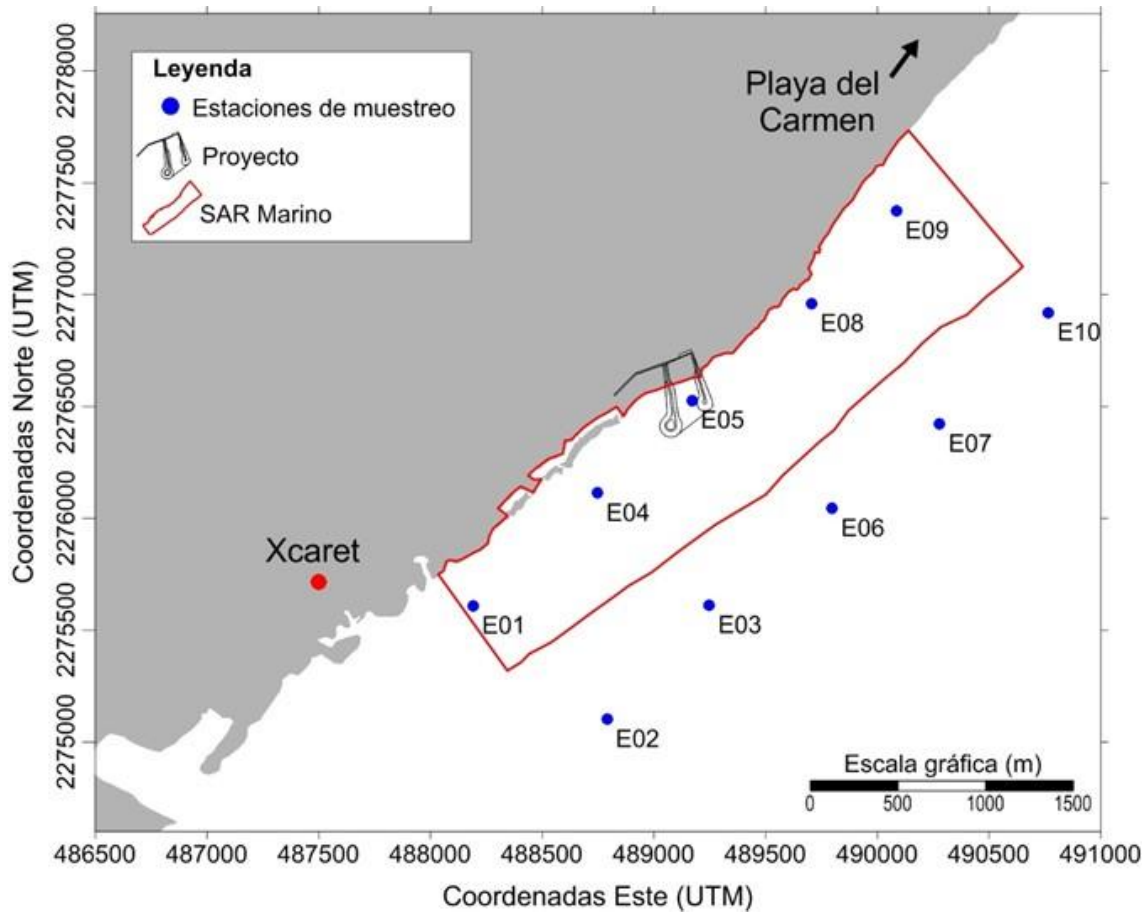 Leyenda
Estaciones de muestreo
Proyecto
SAR Marino
Playa del
Carmen
E09
E08
E10
E05
E07
E04
E06
Xcaret
E01
E03
E02
Escala gráfica (m)
0 500 1000 1500
2278000
2277500
2277000
2276500
2276000
2275500
2275000
Coordenadas Norte (UTM)
486500 487000 487500 488000 488500 489000 489500 490000 490500 491000
Coordenadas Este (UTM)